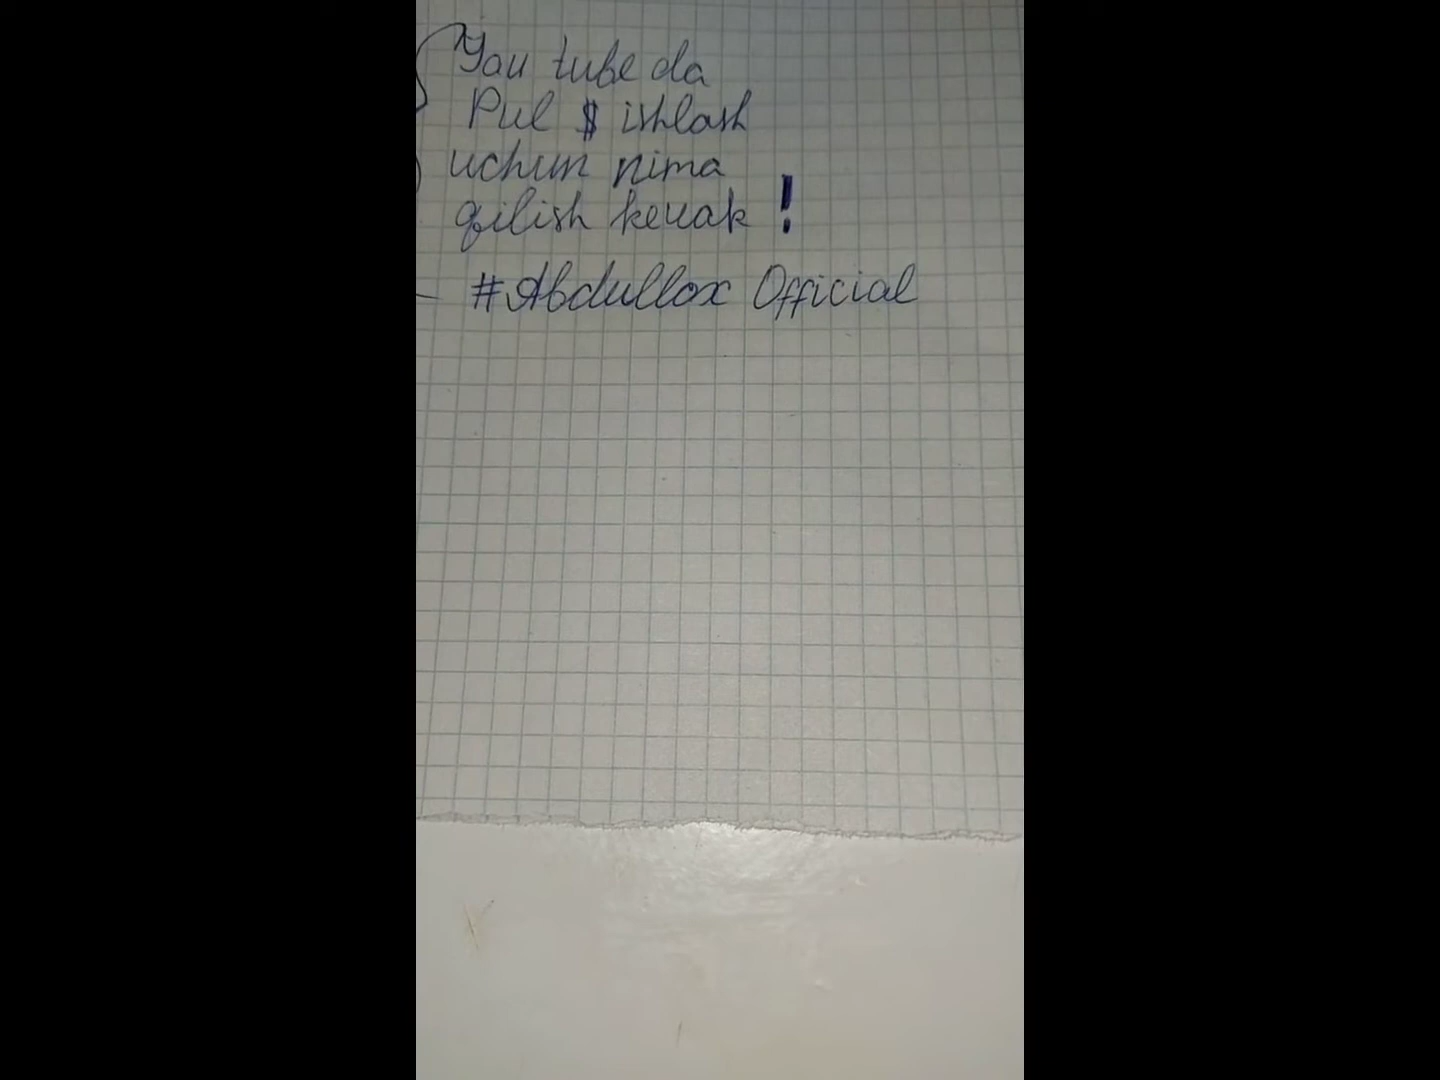 You tube da
Pul $ ishlash
uchun nima
qilish kerak !
#Abdullox Official